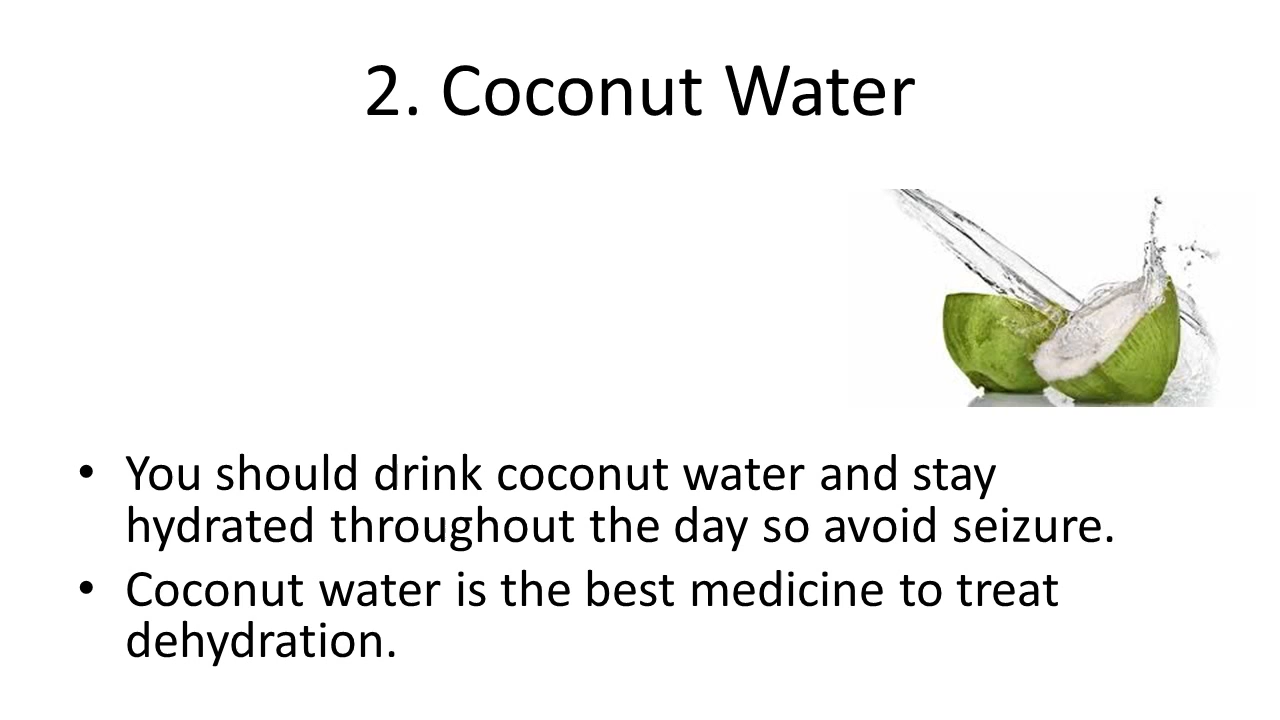 2. Coconut Water
• You should drink coconut water and stay
hydrated throughout the day so avoid seizure.
• Coconut water is the best medicine to treat
dehydration.